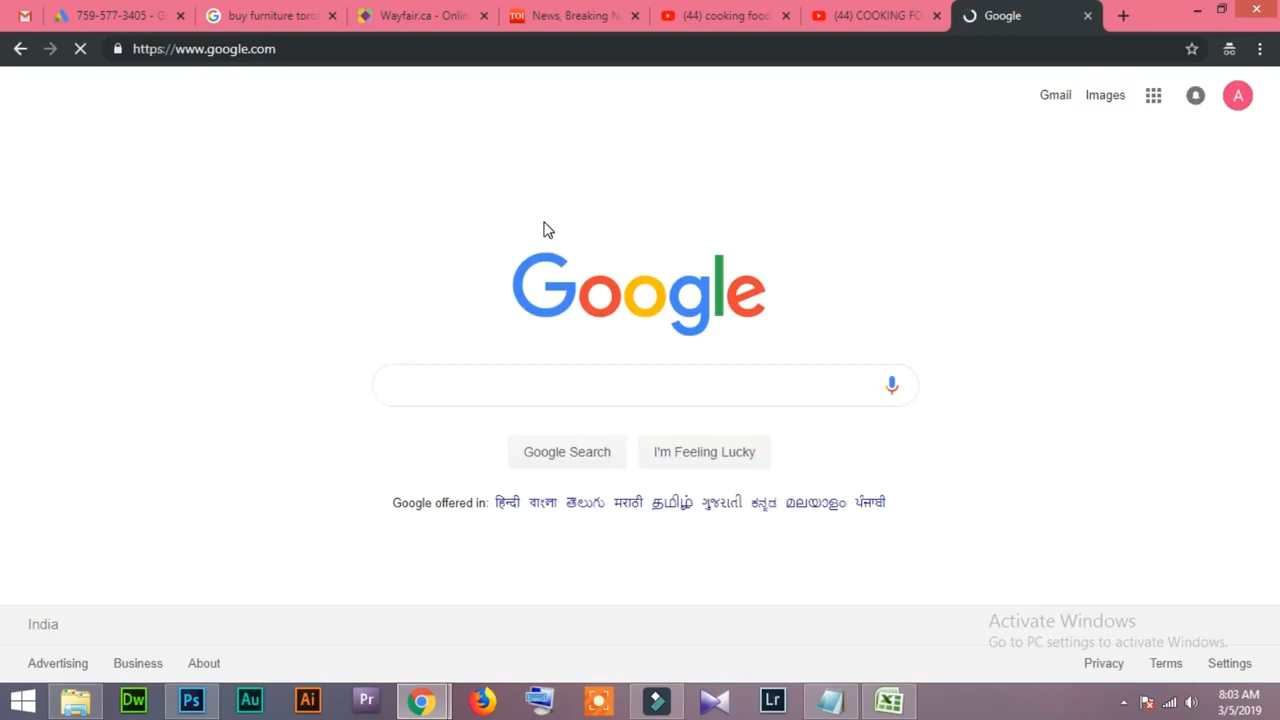 759-577-3405 - G
buy furniture toro
Wayfair.ca - Onlin
TOI
News, Breaking N
(44) cooking food
(44) COOKING FO
Google
https://www.google.com
Gmail Images
A
Google
Google Search
I'm Feeling Lucky
Google offered in: हिन्दी বাংলা తెలుగు मराठी தமிழ் ગુજરાતી ಕನ್ನಡ മലയാളം ਪੰਜਾਬੀ
India
Activate Windows
Go to PC settings to activate Windows.
Advertising Business About
Privacy Terms Settings
Dw Ps Au Ai Pr Lr
8:03 AM
3/5/2019